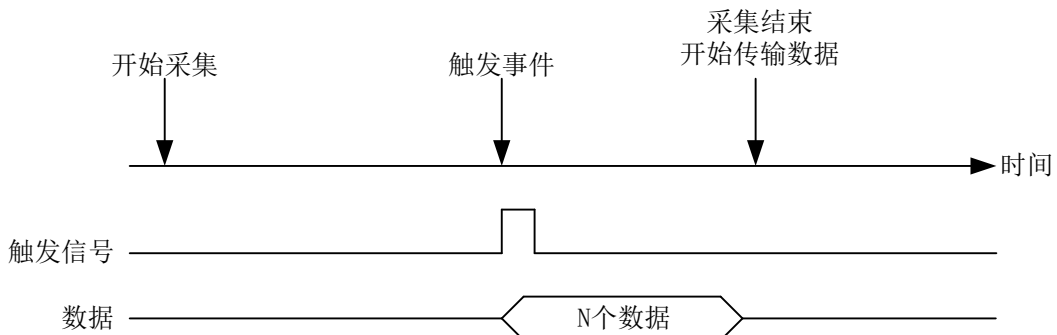 采集结束
开始传输数据
开始采集
触发事件
时间
触发信号
数据
N个数据